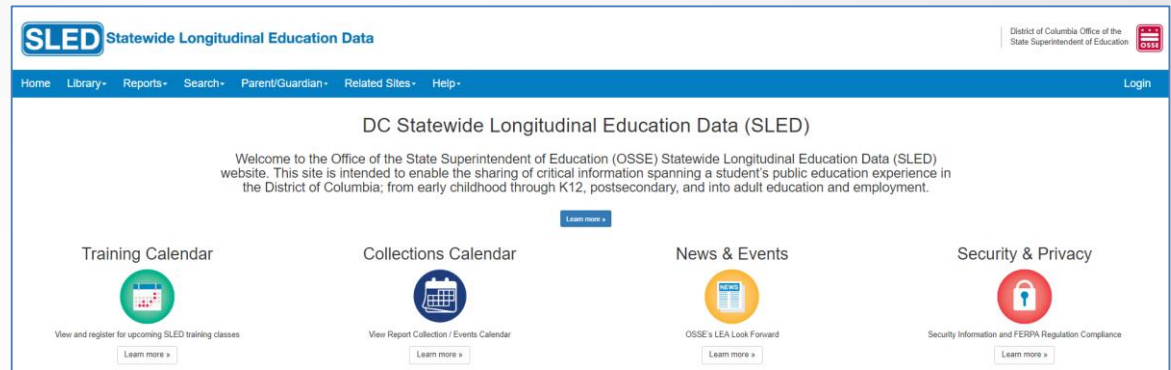 SLED Statewide Longitudinal Education Data
District of Columbia Office of the
State Superintendent of Education
OSSE
Home Library Reports Search Parent/Guardian Related Sites Help Login
DC Statewide Longitudinal Education Data (SLED)
Welcome to the Office of the State Superintendent of Education (OSSE) Statewide Longitudinal Education Data (SLED)
website. This site is intended to enable the sharing of critical information spanning a student's public education experience in
the District of Columbia; from early childhood through K12, postsecondary, and into adult education and employment.
Learn more »
Training Calendar
View and register for upcoming SLED training classes
Learn more »
Collections Calendar
View Report Collection / Events Calendar
Learn more »
News & Events
NEWS
OSSE's LEA Look Forward
Learn more »
Security & Privacy
Security Information and FERPA Regulation Compliance
Learn more »